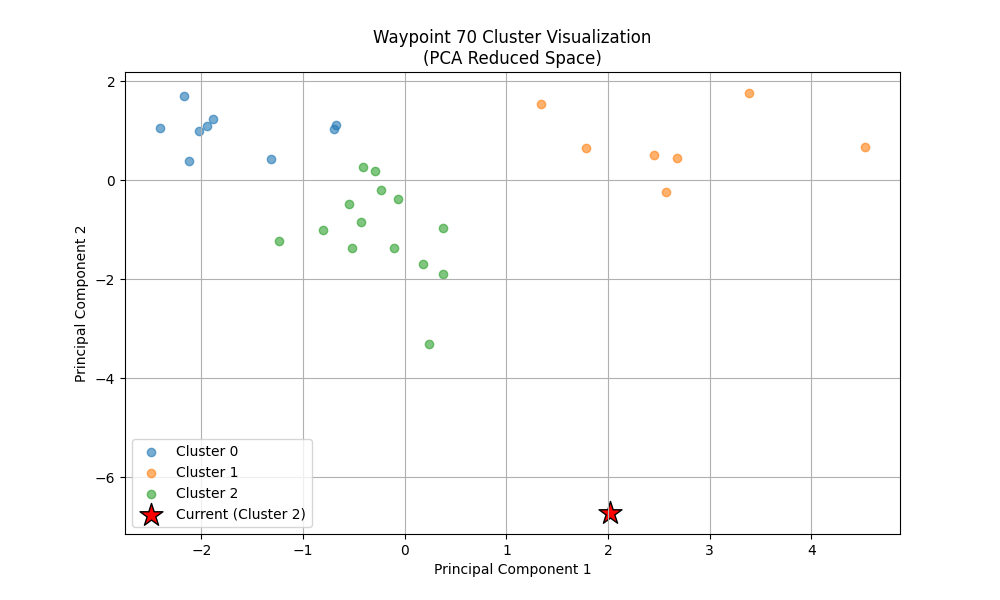 Waypoint 70 Cluster Visualization
(PCA Reduced Space)
Principal Component 2
2
0
−2
−4
−6
Cluster 0
Cluster 1
Cluster 2
Current (Cluster 2)
−2
−1
0
1
2
3
4
Principal Component 1